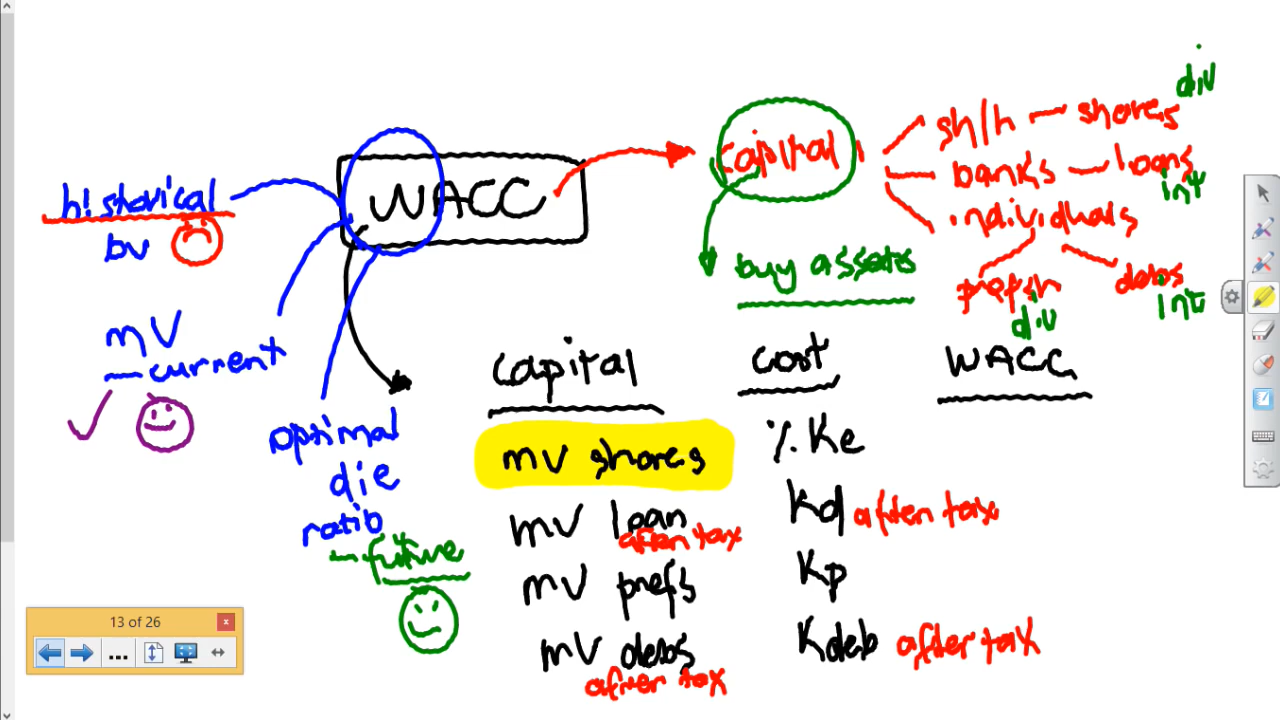 div
sh/h - shares
capital
banks - loans
int
WACC
individuals
historical
bv
buy assets
prefsh
debs
div
int
mv
- current
capital
cost
WACC
optimal
d/e
ratio
- future
mv shares
% Ke
mv loan
after tax
Kd after tax
mv prefs
Kp
mv debs
after tax
Kdeb after tax
13 of 26
...